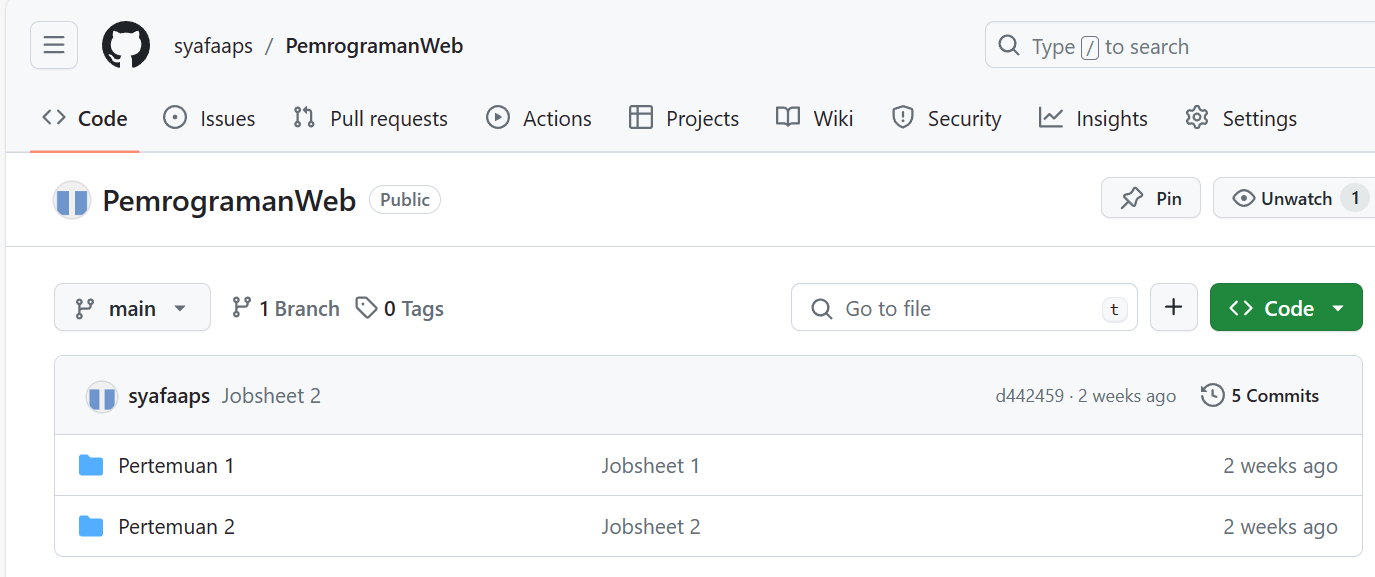 syafaaps / PemrogramanWeb
Type / to search
Code Issues Pull requests Actions Projects Wiki Security Insights Settings
PemrogramanWeb Public
Pin
Unwatch 1
main
1 Branch
0 Tags
Go to file t
+
Code
syafaaps Jobsheet 2 d442459 · 2 weeks ago 5 Commits
Pertemuan 1 Jobsheet 1 2 weeks ago
Pertemuan 2 Jobsheet 2 2 weeks ago